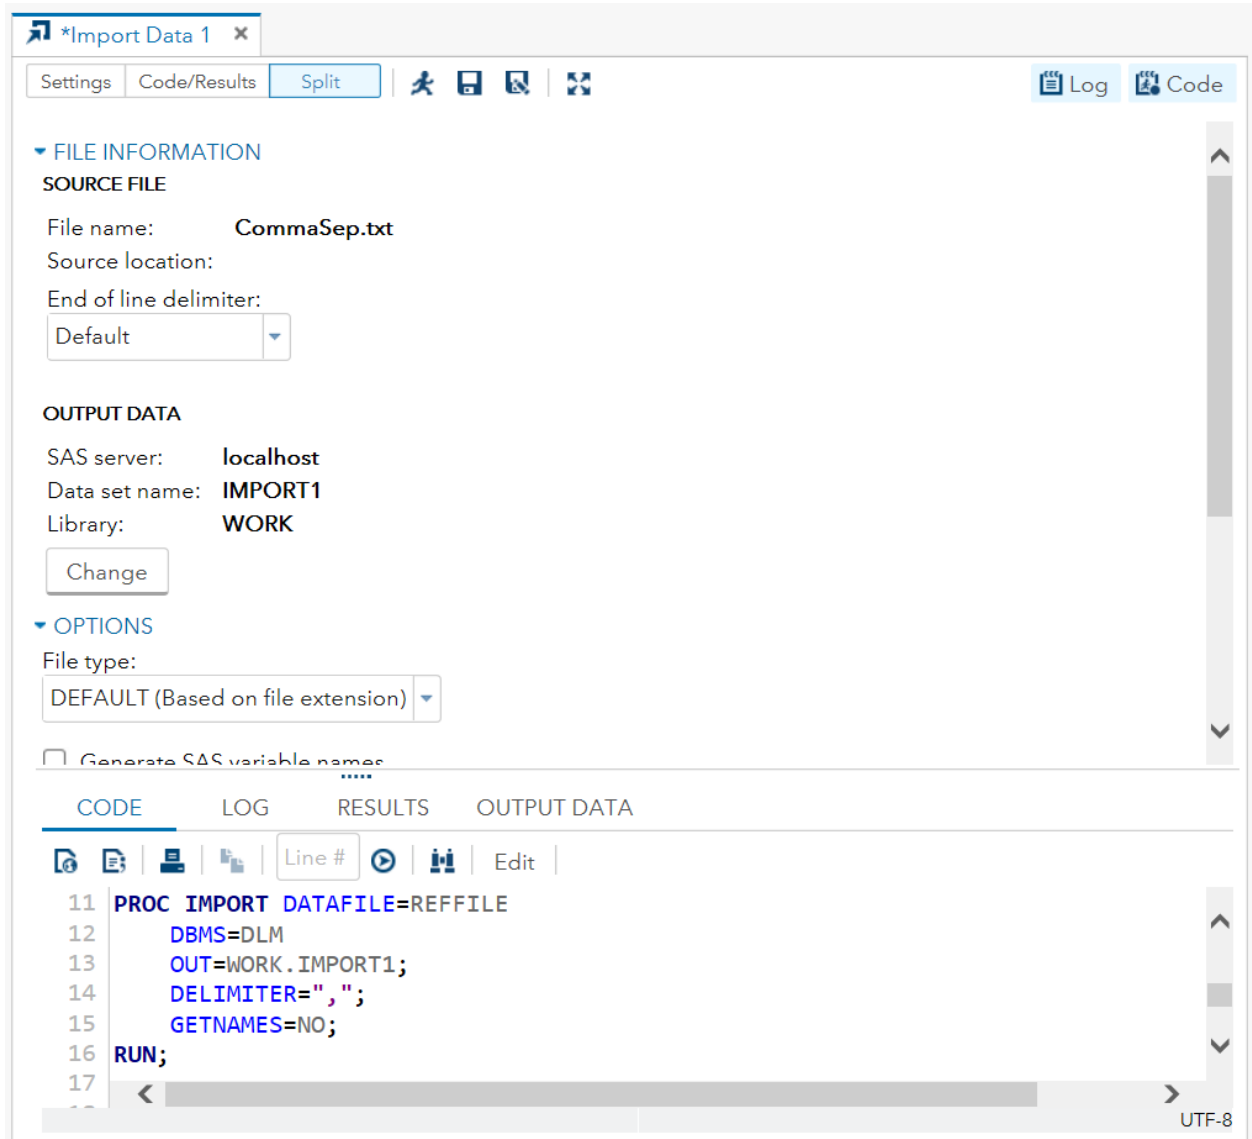 *Import Data 1 ×
Settings Code/Results Split Log Code
FILE INFORMATION
SOURCE FILE
File name: CommaSep.txt
Source location:
End of line delimiter:
Default
OUTPUT DATA
SAS server: localhost
Data set name: IMPORT1
Library: WORK
Change
OPTIONS
File type:
DEFAULT (Based on file extension)
Generate SAS variable names
CODE LOG RESULTS OUTPUT DATA
Line # Edit
11 PROC IMPORT DATAFILE=REFFILE
12 DBMS=DLM
13 OUT=WORK.IMPORT1;
14 DELIMITER=",";
15 GETNAMES=NO;
16 RUN;
17
UTF-8